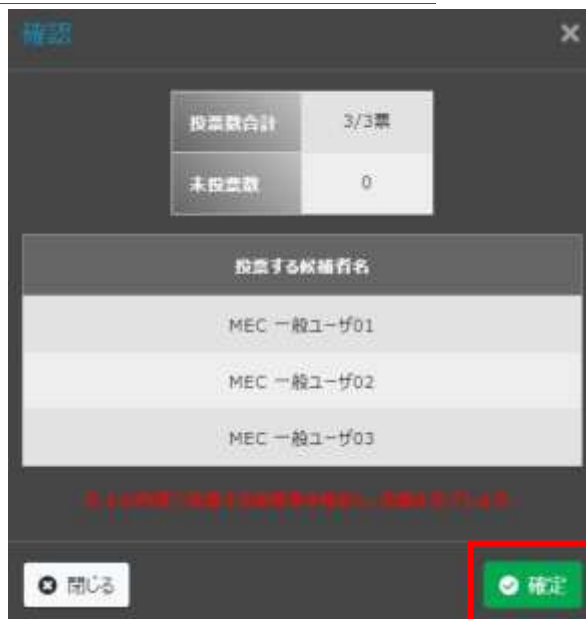 確認
×
投票数合計 3/3票
未投票数 0
投票する候補者名
MEC 一般ユーザ01
MEC 一般ユーザ02
MEC 一般ユーザ03
閉じる 確定